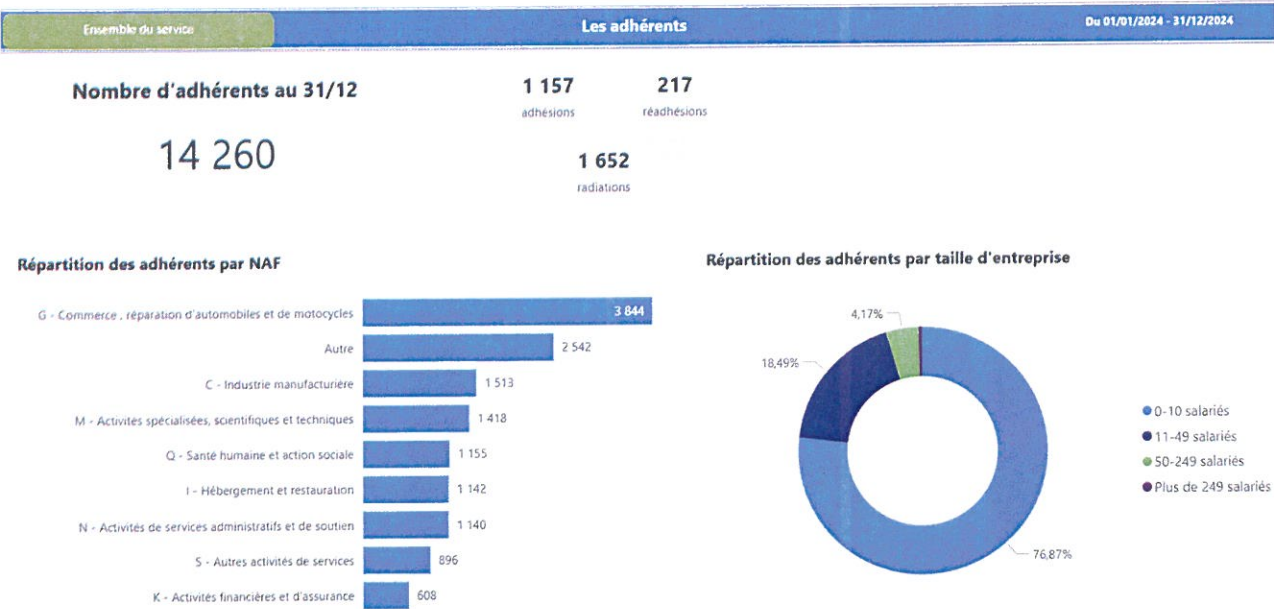 Ensemble du service
Les adhérents
Du 01/01/2024 - 31/12/2024
Nombre d'adhérents au 31/12
14 260
1 157
adhésions
217
réadhésions
1 652
radiations
Répartition des adhérents par NAF
G - Commerce , réparation d'automobiles et de motocycles
3 844
Autre
2 542
C - Industrie manufacturière
1 513
M - Activités spécialisées, scientifiques et techniques
1 418
Q - Santé humaine et action sociale
1 155
I - Hébergement et restauration
1 142
N - Activités de services administratifs et de soutien
1 140
S - Autres activités de services
896
K - Activités financières et d'assurance
608
Répartition des adhérents par taille d'entreprise
4,17%
18,49%
76,87%
0-10 salariés
11-49 salariés
50-249 salariés
Plus de 249 salariés